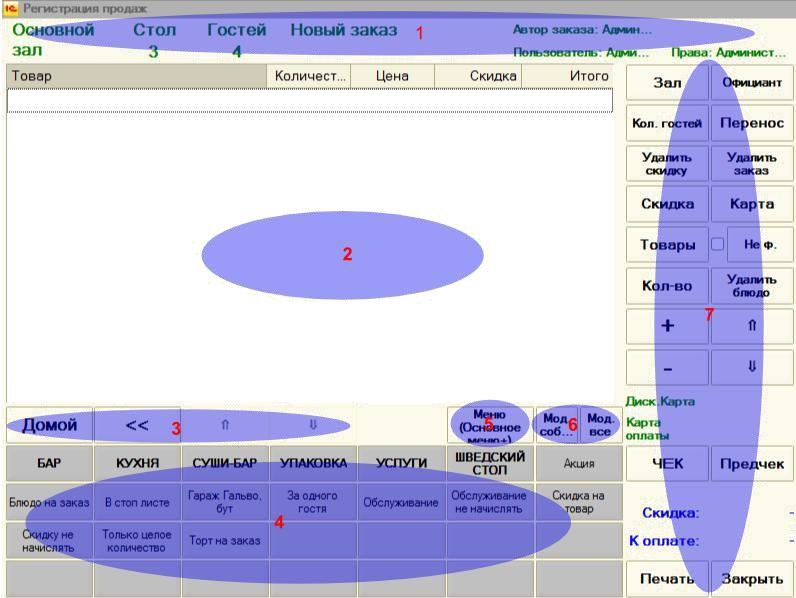 1С Регистрация продаж
Основной зал Стол 3 Гостей 4 Новый заказ 1 Автор заказа: Админ...
Пользователь: Адми... Права: Админист...
Товар Количест... Цена Скидка Итого
Зал Официант
Кол. гостей Перенос
Удалить скидку Удалить заказ
Скидка Карта
2
Товары Не ф.
Кол-во Удалить блюдо
7
+ ⇑
- ⇓
Диск.Карта
Карта оплаты
Домой << 3 ⇑ ⇓ Меню (Основное меню+) 5 Мод. соб... 6 Мод. все
БАР КУХНЯ СУШИ-БАР УПАКОВКА УСЛУГИ ШВЕДСКИЙ СТОЛ Акция ЧЕК Предчек
Блюдо на заказ В стоп листе Гараж Гальво, бут За одного гостя Обслуживание Обслуживание не начислять Скидка на товар
4
Скидка: -
Скидку не начислять Только целое количество Торт на заказ
К оплате: -
Печать Закрыть